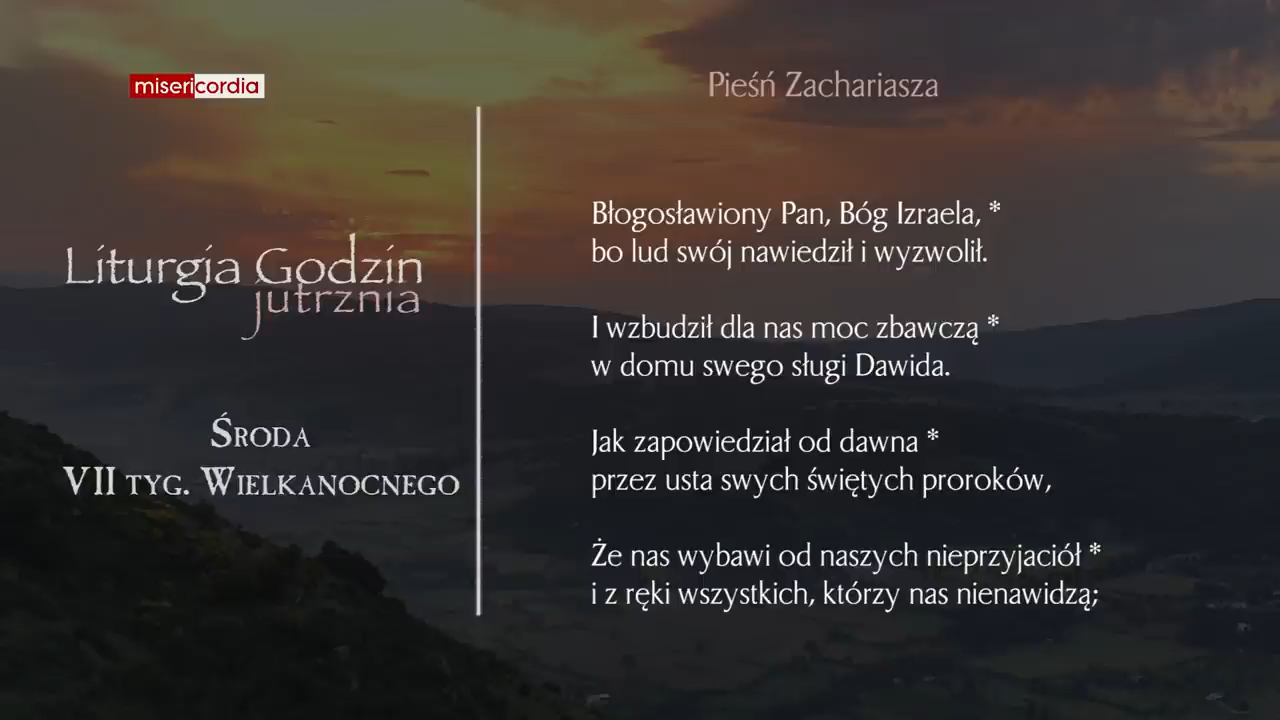 misericordia
Liturgia Godzin
jutrznia
Środa
VII tyg. Wielkanocnego
Pieśń Zachariasza
Błogosławiony Pan, Bóg Izraela, *
bo lud swój nawiedził i wyzwolił.
I wzbudził dla nas moc zbawczą *
w domu swego sługi Dawida.
Jak zapowiedział od dawna *
przez usta swych świętych proroków,
Że nas wybawi od naszych nieprzyjaciół *
i z ręki wszystkich, którzy nas nienawidzą;